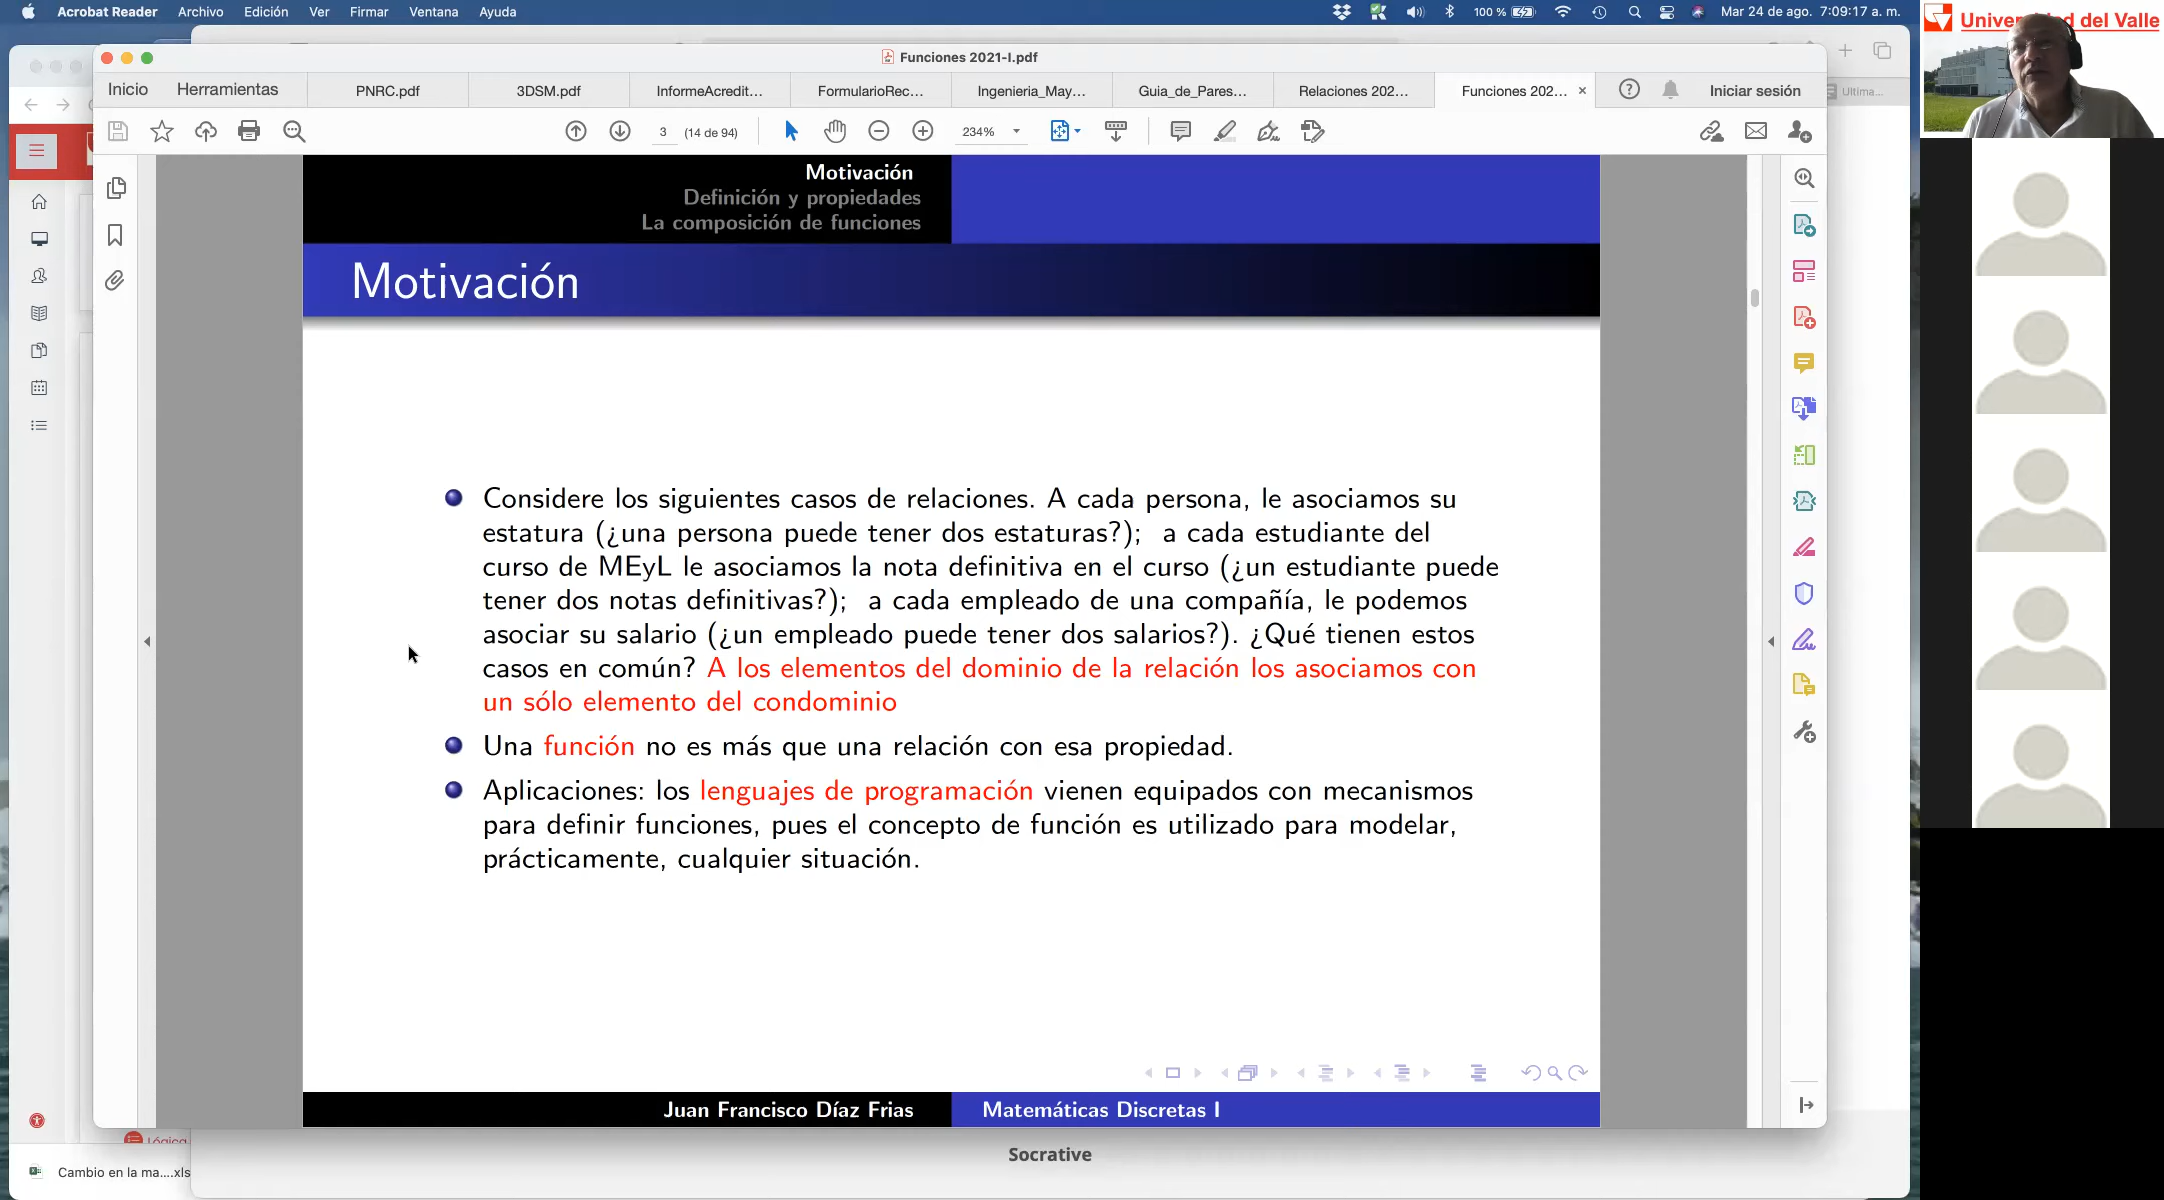 Acrobat Reader Archivo Edición Ver Firmar Ventana Ayuda
100 % Mar 24 de ago. 7:09:17 a. m.
Funciones 2021-I.pdf
Inicio Herramientas PNRC.pdf 3DSM.pdf InformeAcredit... FormularioRec... Ingenieria_May... Guia_de_Pares... Relaciones 202... Funciones 202... × Iniciar sesión
Ultima...
3 (14 de 94) 234%
Motivación
Definición y propiedades
La composición de funciones
Motivación
Considere los siguientes casos de relaciones. A cada persona, le asociamos su
estatura (¿una persona puede tener dos estaturas?); a cada estudiante del
curso de MEyL le asociamos la nota definitiva en el curso (¿un estudiante puede
tener dos notas definitivas?); a cada empleado de una compañía, le podemos
asociar su salario (¿un empleado puede tener dos salarios?). ¿Qué tienen estos
casos en común? A los elementos del dominio de la relación los asociamos con
un sólo elemento del condominio
Una función no es más que una relación con esa propiedad.
Aplicaciones: los lenguajes de programación vienen equipados con mecanismos
para definir funciones, pues el concepto de función es utilizado para modelar,
prácticamente, cualquier situación.
Juan Francisco Díaz Frias Matemáticas Discretas I
Lógica
Socrative
Cambio en la ma....xls
del Valle